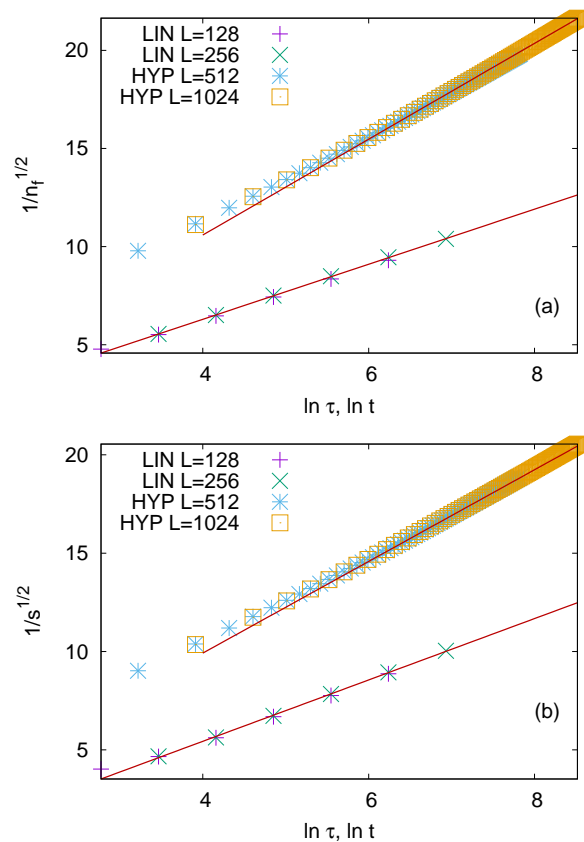 20
15
10
5
4
6
8
1/n_f^{1/2}
ln τ, ln t
LIN L=128
LIN L=256
HYP L=512
HYP L=1024
(a)
20
15
10
5
4
6
8
1/s^{1/2}
ln τ, ln t
LIN L=128
LIN L=256
HYP L=512
HYP L=1024
(b)